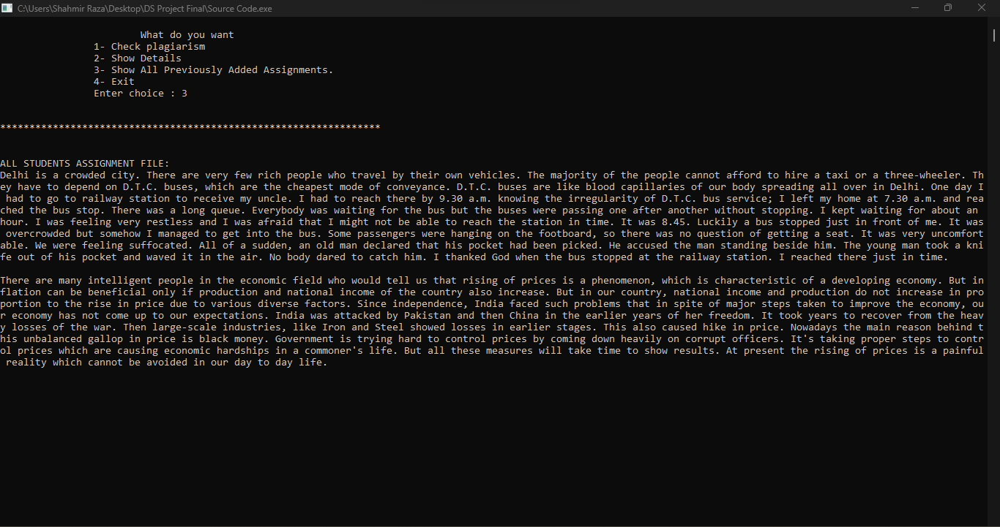 C:\Users\Shahmir Raza\Desktop\DS Project Final\Source Code.exe
What do you want
1- Check plagiarism
2- Show Details
3- Show All Previously Added Assignments.
4- Exit
Enter choice : 3
*****************************************************************
ALL STUDENTS ASSIGNMENT FILE:
Delhi is a crowded city. There are very few rich people who travel by their own vehicles. The majority of the people cannot afford to hire a taxi or a three-wheeler. Th
ey have to depend on D.T.C. buses, which are the cheapest mode of conveyance. D.T.C. buses are like blood capillaries of our body spreading all over in Delhi. One day I
had to go to railway station to receive my uncle. I had to reach there by 9.30 a.m. knowing the irregularity of D.T.C. bus service; I left my home at 7.30 a.m. and rea
ched the bus stop. There was a long queue. Everybody was waiting for the bus but the buses were passing one after another without stopping. I kept waiting for about an
hour. I was feeling very restless and I was afraid that I might not be able to reach the station in time. It was 8.45. Luckily a bus stopped just in front of me. It was
overcrowded but somehow I managed to get into the bus. Some passengers were hanging on the footboard, so there was no question of getting a seat. It was very uncomfort
able. We were feeling suffocated. All of a sudden, an old man declared that his pocket had been picked. He accused the man standing beside him. The young man took a kni
fe out of his pocket and waved it in the air. No body dared to catch him. I thanked God when the bus stopped at the railway station. I reached there just in time.
There are many intelligent people in the economic field who would tell us that rising of prices is a phenomenon, which is characteristic of a developing economy. But in
flation can be beneficial only if production and national income of the country also increase. But in our country, national income and production do not increase in pro
portion to the rise in price due to various diverse factors. Since independence, India faced such problems that in spite of major steps taken to improve the economy, ou
r economy has not come up to our expectations. India was attacked by Pakistan and then China in the earlier years of her freedom. It took years to recover from the heav
y losses of the war. Then large-scale industries, like Iron and Steel showed losses in earlier stages. This also caused hike in price. Nowadays the main reason behind t
his unbalanced gallop in price is black money. Government is trying hard to control prices by coming down heavily on corrupt officers. It's taking proper steps to contr
ol prices which are causing economic hardships in a commoner's life. But all these measures will take time to show results. At present the rising of prices is a painful
reality which cannot be avoided in our day to day life.